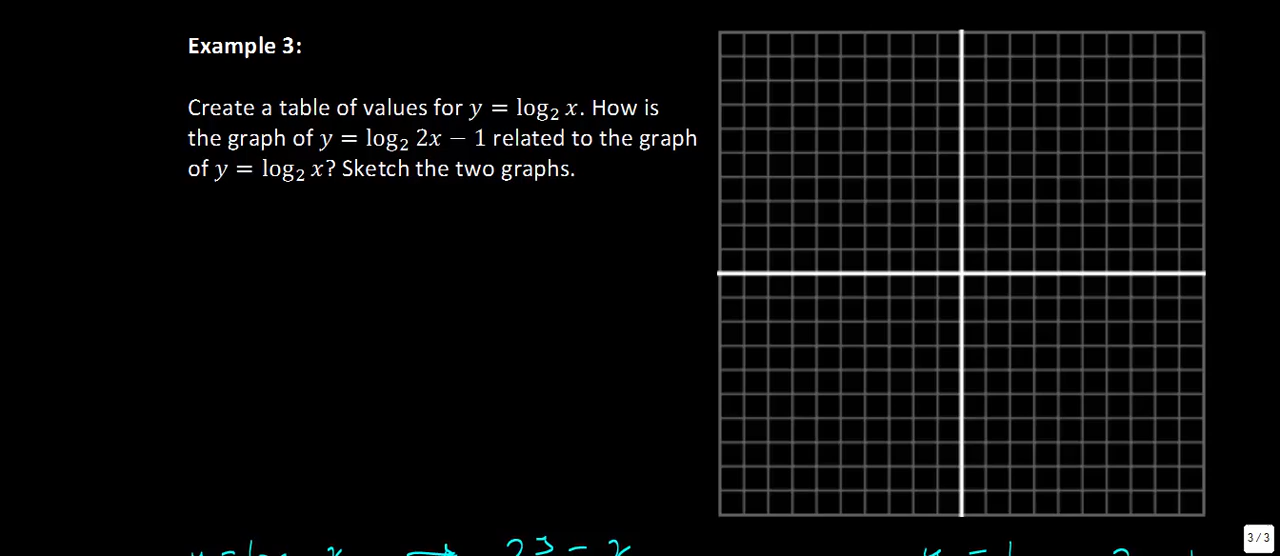 Example 3:
Create a table of values for y = log₂ x. How is
the graph of y = log₂ 2x − 1 related to the graph
of y = log₂ x? Sketch the two graphs.
3 / 3